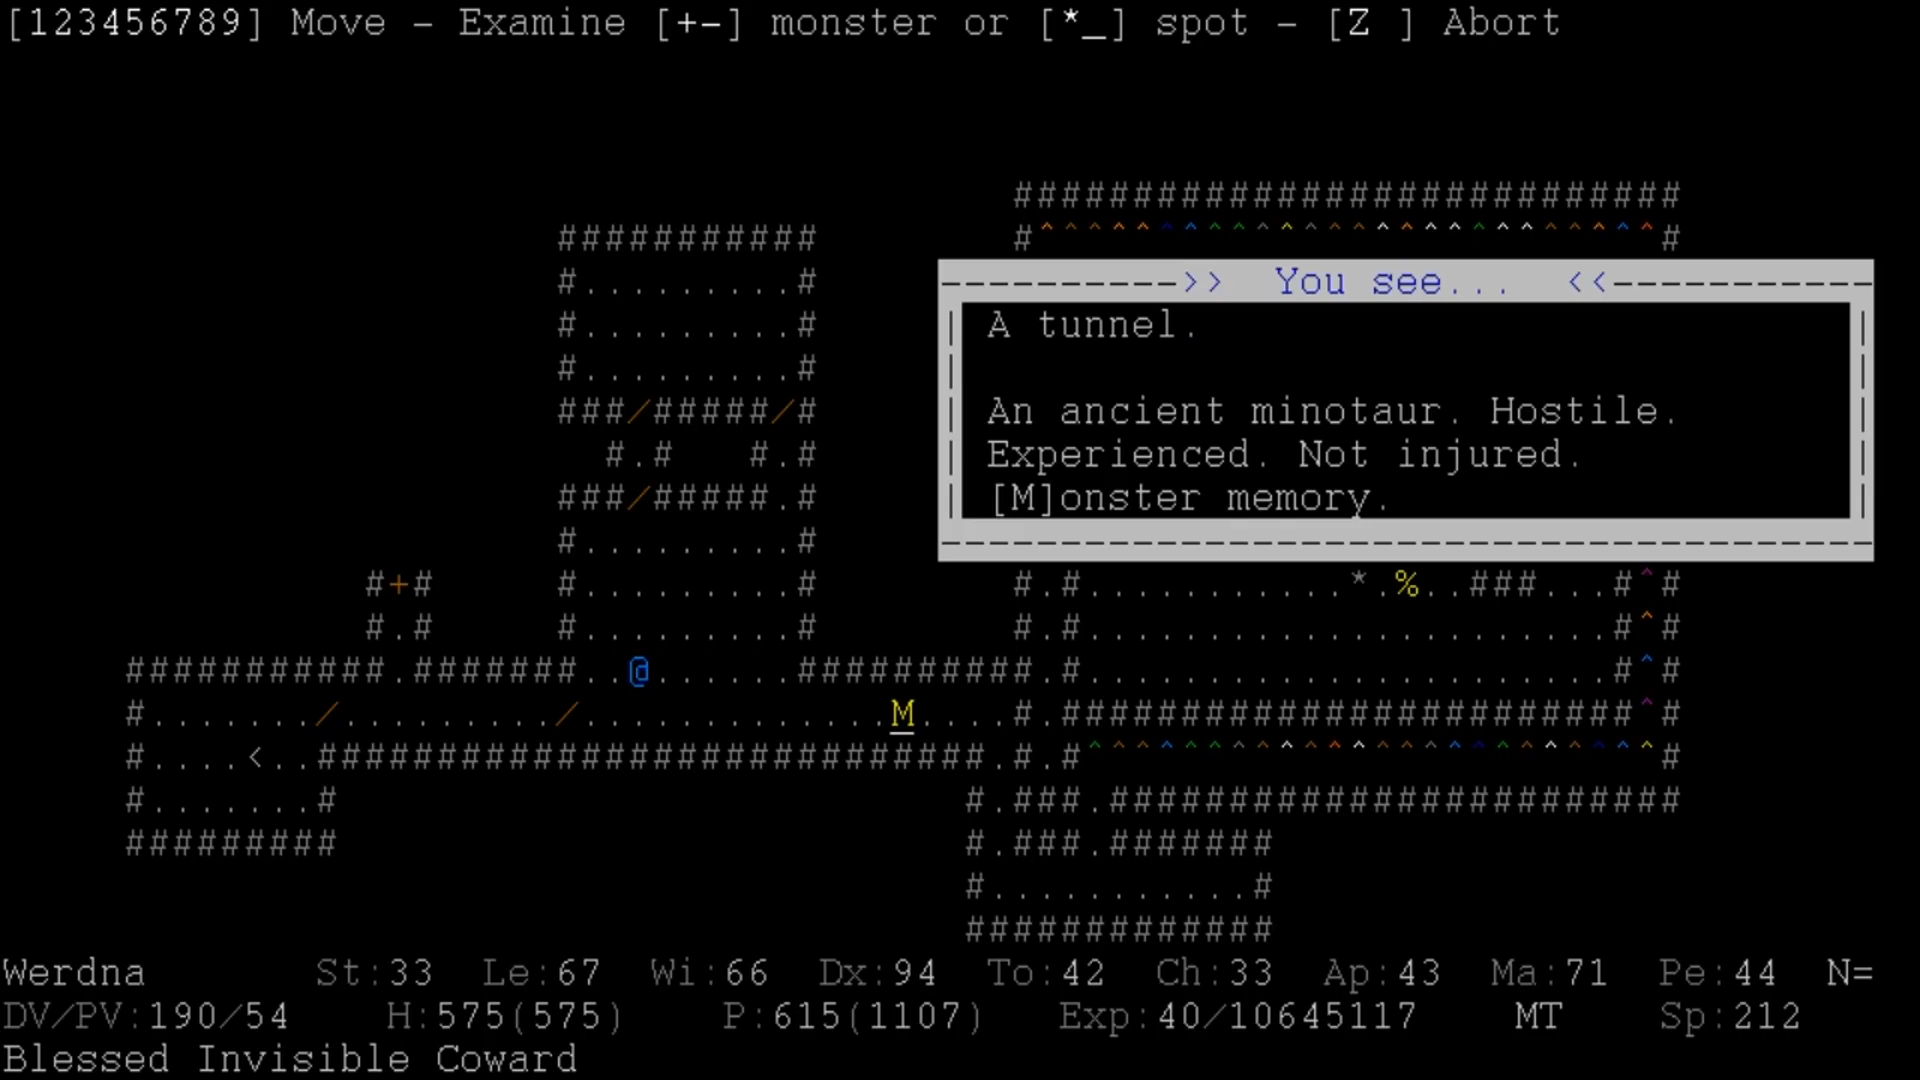 [123456789] Move - Examine [+-] monster or [*_] spot - [Z ] Abort
>> You see... <<
A tunnel.
An ancient minotaur. Hostile.
Experienced. Not injured.
[M]onster memory.
Werdna St:33 Le:67 Wi:66 Dx:94 To:42 Ch:33 Ap:43 Ma:71 Pe:44 N=
DV/PV:190/54 H:575(575) P:615(1107) Exp:40/10645117 MT Sp:212
Blessed Invisible Coward